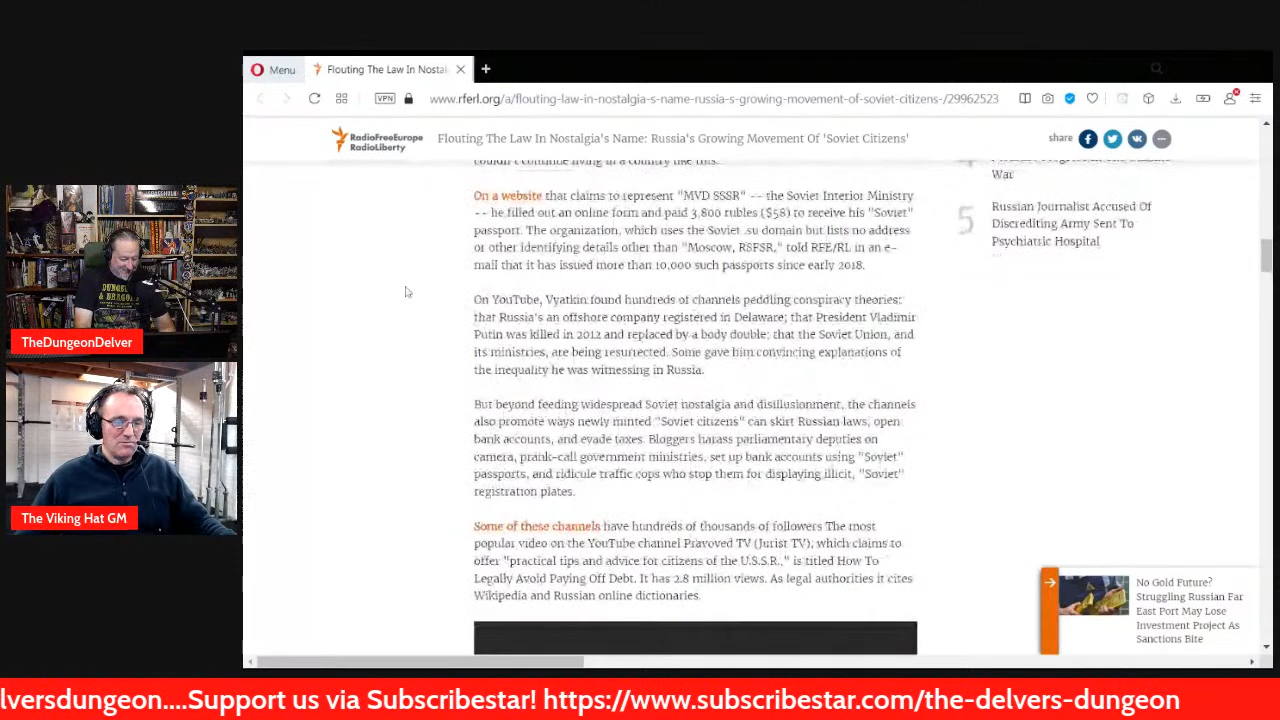 Menu
Flouting The Law In Nostal
VPN
www.rferl.org/a/flouting-law-in-nostalgia-s-name-russia-s-growing-movement-of-soviet-citizens-/29962523
RadioFreeEurope
RadioLiberty
Flouting The Law In Nostalgia's Name: Russia's Growing Movement Of 'Soviet Citizens'
share
couldn't continue living in a country like this.
On a website that claims to represent "MVD SSSR" -- the Soviet Interior Ministry
-- he filled out an online form and paid 3,800 rubles ($58) to receive his "Soviet"
passport. The organization, which uses the Soviet .su domain but lists no address
or other identifying details other than "Moscow, RSFSR," told RFE/RL in an e-
mail that it has issued more than 10,000 such passports since early 2018.
On YouTube, Vyatkin found hundreds of channels peddling conspiracy theories:
that Russia's an offshore company registered in Delaware; that President Vladimir
Putin was killed in 2012 and replaced by a body double; that the Soviet Union, and
its ministries, are being resurrected. Some gave him convincing explanations of
the inequality he was witnessing in Russia.
But beyond feeding widespread Soviet nostalgia and disillusionment, the channels
also promote ways newly minted "Soviet citizens" can skirt Russian laws, open
bank accounts, and evade taxes. Bloggers harass parliamentary deputies on
camera, prank-call government ministries, set up bank accounts using "Soviet"
passports, and ridicule traffic cops who stop them for displaying illicit, "Soviet"
registration plates.
Some of these channels have hundreds of thousands of followers The most
popular video on the YouTube channel Pravoved TV (Jurist TV), which claims to
offer "practical tips and advice for citizens of the U.S.S.R.," is titled How To
Legally Avoid Paying Off Debt. It has 2.8 million views. As legal authorities it cites
Wikipedia and Russian online dictionaries.
War
5
Russian Journalist Accused Of
Discrediting Army Sent To
Psychiatric Hospital
No Gold Future?
Struggling Russian Far
East Port May Lose
Investment Project As
Sanctions Bite
TheDungeonDelver
The Viking Hat GM
lversdungeon....Support us via Subscribestar! https://www.subscribestar.com/the-delvers-dungeon